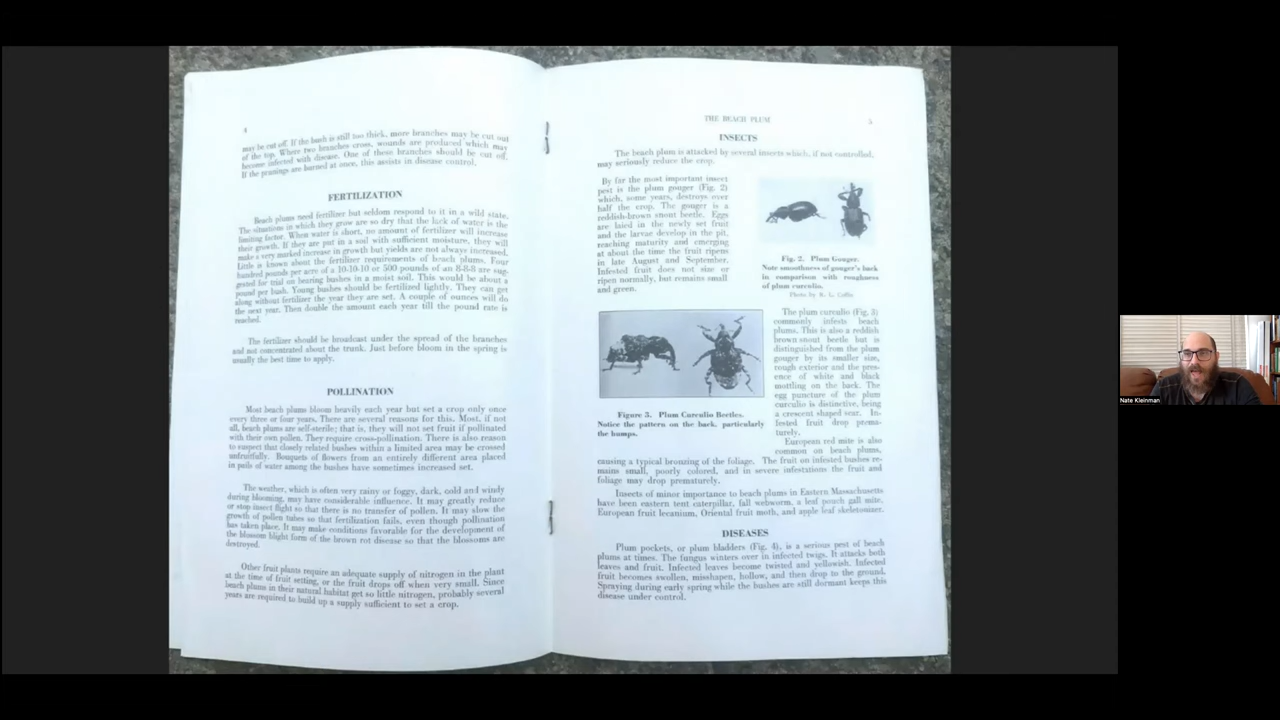 4
may be cut off. If the bush is still too thick, more branches may be cut out
of the top. Where two branches cross, wounds are produced which may
become infected with disease. One of these branches should be cut off.
If the prunings are burned at once, this assists in disease control.
FERTILIZATION
Beach plums need fertilizer but seldom respond to it in a wild state.
The situations in which they grow are so dry that the lack of water is the
limiting factor. When water is short, no amount of fertilizer will increase
their growth. If they are put in a soil with sufficient moisture, they will
make a very marked increase in growth but yields are not always increased.
Little is known about the fertilizer requirements of beach plums. Four
hundred pounds per acre of a 10-10-10 or 500 pounds of an 8-8-8 are sug-
gested for trial on bearing bushes in a moist soil. This would be about a
pound per bush. Young bushes should be fertilized lightly. They can get
along without fertilizer the year they are set. A couple of ounces will do
the next year. Then double the amount each year till the pound rate is
reached.
The fertilizer should be broadcast under the spread of the branches
and not concentrated about the trunk. Just before bloom in the spring is
usually the best time to apply.
POLLINATION
Most beach plums bloom heavily each year but set a crop only once
every three or four years. There are several reasons for this. Most, if not
all, beach plums are self-sterile; that is, they will not set fruit if pollinated
with their own pollen. They require cross-pollination. There is also reason
to suspect that closely related bushes within a limited area may be crossed
unfruitfully. Bouquets of flowers from an entirely different area placed
in pails of water among the bushes have sometimes increased set.
The weather, which is often very rainy or foggy, dark, cold and windy
during blooming, may have considerable influence. It may greatly reduce
or stop insect flight so that there is no transfer of pollen. It may slow the
growth of pollen tubes so that fertilization fails, even though pollination
has taken place. It may make conditions favorable for the development of
the blossom blight form of the brown rot disease so that the blossoms are
destroyed.
Other fruit plants require an adequate supply of nitrogen in the plant
at the time of fruit setting, or the fruit drops off when very small. Since
beach plums in their natural habitat get so little nitrogen, probably several
years are required to build up a supply sufficient to set a crop.
THE BEACH PLUM
5
INSECTS
The beach plum is attacked by several insects which, if not controlled,
may seriously reduce the crop.
By far the most important insect
pest is the plum gouger (Fig. 2)
which, some years, destroys over
half the crop. The gouger is a
reddish-brown snout beetle. Eggs
are laied in the newly set fruit
and the larvae develop in the pit,
reaching maturity and emerging
at about the time the fruit ripens
in late August and September.
Infested fruit does not size or
ripen normally, but remains small
and green.
Fig. 2. Plum Gouger.
Note smoothness of gouger's back
in comparison with roughness
of plum curculio.
Photo by R. L. Coffin
Figure 3. Plum Curculio Beetles.
Notice the pattern on the back, particularly
the bumps.
The plum curculio (Fig. 3)
commonly infests beach
plums. This is also a reddish
brown snout beetle but is
distinguished from the plum
gouger by its smaller size,
rough exterior and the pres-
ence of white and black
mottling on the back. The
egg puncture of the plum
curculio is distinctive, being
a crescent shaped scar. In-
fested fruit drop prema-
turely.
European red mite is also
common on beach plums,
causing a typical bronzing of the foliage. The fruit on infested bushes re-
mains small, poorly colored, and in severe infestations the fruit and
foliage may drop prematurely.
Insects of minor importance to beach plums in Eastern Massachusetts
have been eastern tent caterpillar, fall webworm, a leaf pouch gall mite,
European fruit lecanium, Oriental fruit moth, and apple leaf skeletonizer.
DISEASES
Plum pockets, or plum bladders (Fig. 4), is a serious pest of beach
plums at times. The fungus winters over in infected twigs. It attacks both
leaves and fruit. Infected leaves become twisted and yellowish. Infected
fruit becomes swollen, misshapen, hollow, and then drop to the ground.
Spraying during early spring while the bushes are still dormant keeps this
disease under control.
Nate Kleinman